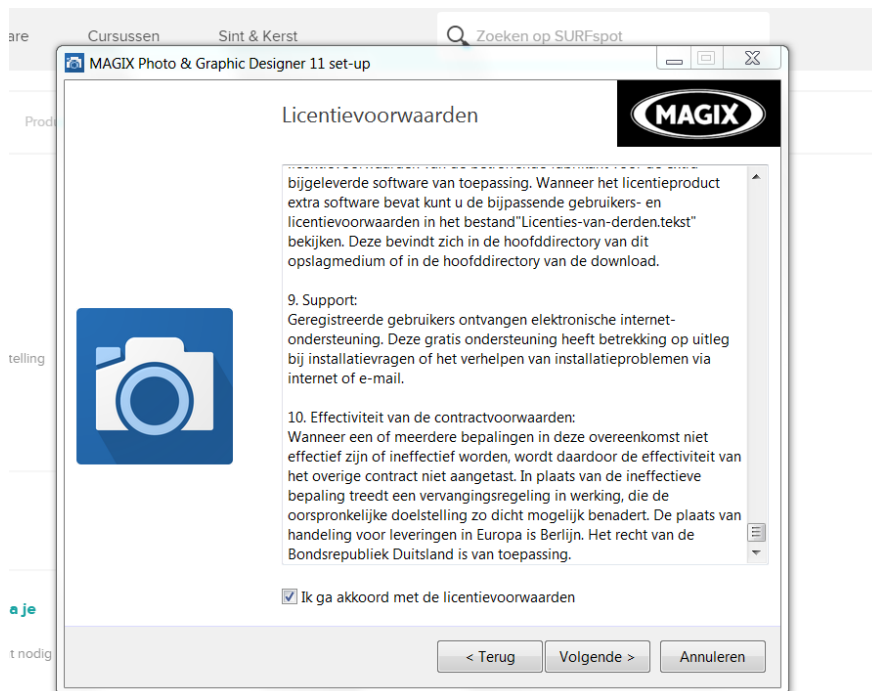 are Cursussen Sint & Kerst Zoeken op SURFspot
MAGIX Photo & Graphic Designer 11 set-up
Licentievoorwaarden
MAGIX
bijgeleverde software van toepassing. Wanneer het licentieproduct
extra software bevat kunt u de bijpassende gebruikers- en
licentievoorwaarden in het bestand"Licenties-van-derden.tekst"
bekijken. Deze bevindt zich in de hoofddirectory van dit
opslagmedium of in de hoofddirectory van de download.
9. Support:
Geregistreerde gebruikers ontvangen elektronische internet-
ondersteuning. Deze gratis ondersteuning heeft betrekking op uitleg
bij installatievragen of het verhelpen van installatieproblemen via
internet of e-mail.
10. Effectiviteit van de contractvoorwaarden:
Wanneer een of meerdere bepalingen in deze overeenkomst niet
effectief zijn of ineffectief worden, wordt daardoor de effectiviteit van
het overige contract niet aangetast. In plaats van de ineffectieve
bepaling treedt een vervangingsregeling in werking, die de
oorspronkelijke doelstelling zo dicht mogelijk benadert. De plaats van
handeling voor leveringen in Europa is Berlijn. Het recht van de
Bondsrepubliek Duitsland is van toepassing.
Ik ga akkoord met de licentievoorwaarden
< Terug Volgende > Annuleren
Prod
telling
a je
t nodig